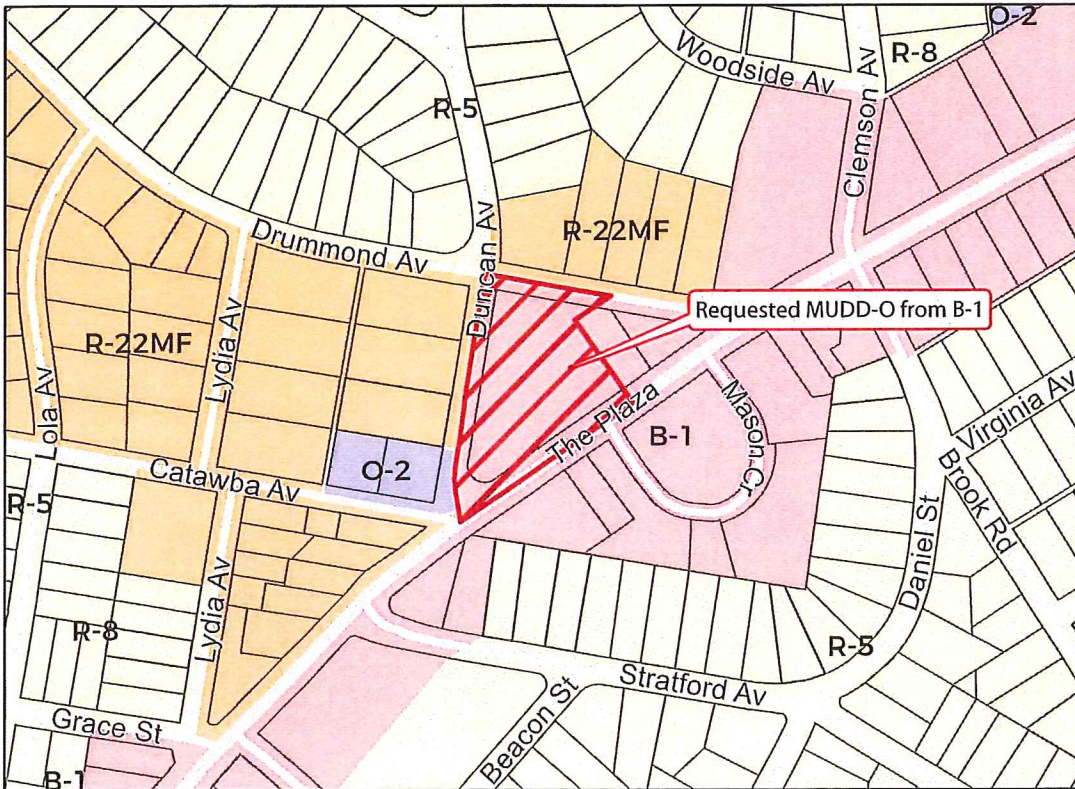 O-2
Woodside Av
R-8
Clemson Av
R-5
R-22MF
Drummond Av
Duncan Av
Requested MUDD-O from B-1
R-22MF
Lydia Av
The Plaza
Mason Cr
B-1
Virginia Av
Lola Av
O-2
Catawba Av
Brook Rd
R-5
Daniel St
Lydia Av
R-8
R-5
Stratford Av
Grace St
Beacon St
B-1